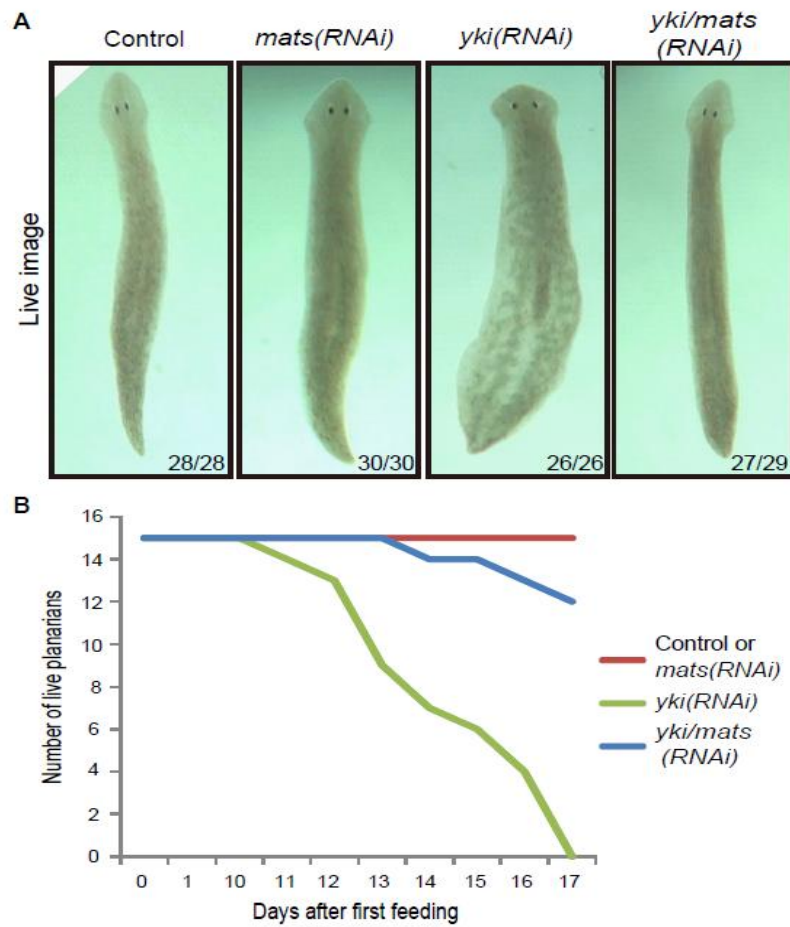 A
Control
mats(RNAi)
yki(RNAi)
yki/mats
(RNAi)
Live image
28/28
30/30
26/26
27/29
B
16
14
12
10
8
6
4
2
0
Number of live planarians
0 1 10 11 12 13 14 15 16 17
Days after first feeding
Control or
mats(RNAi)
yki(RNAi)
yki/mats
(RNAi)